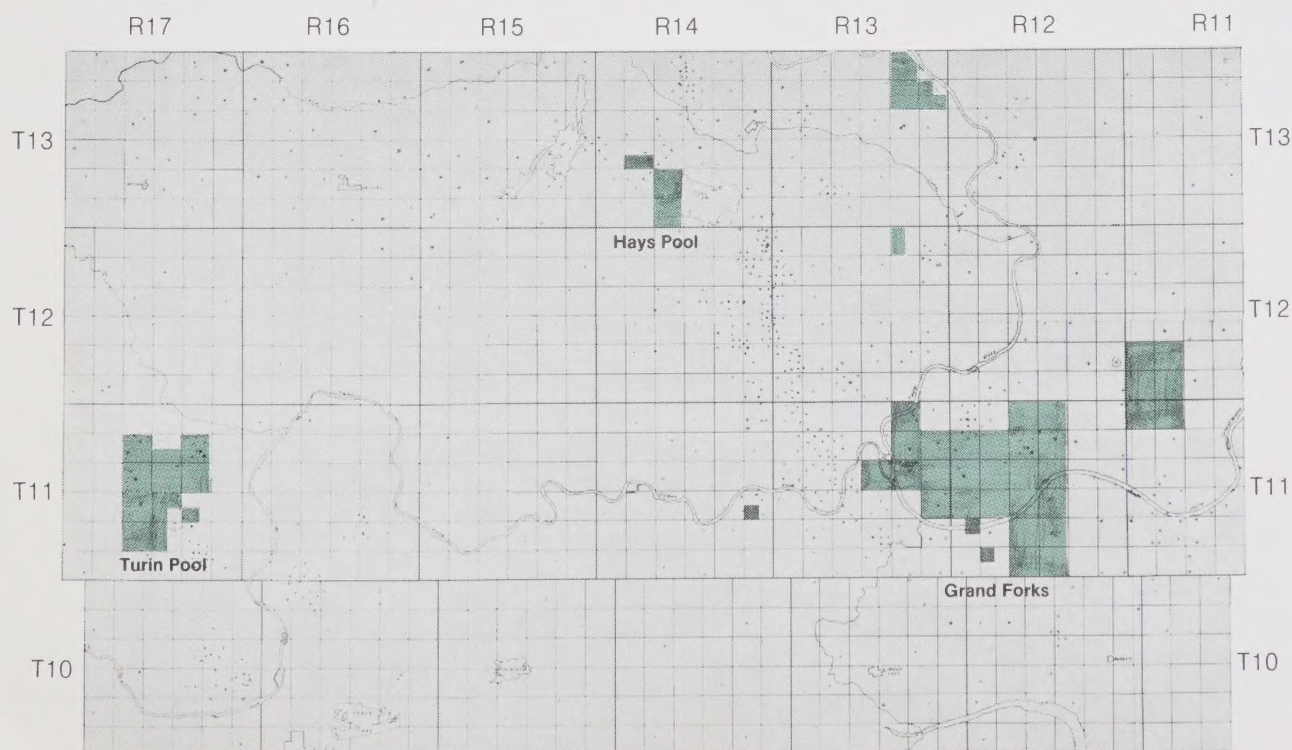 R17 R16 R15 R14 R13 R12 R11
T13 T13
Hays Pool
T12 T12
T11 T11
Turin Pool
Grand Forks
T10 T10